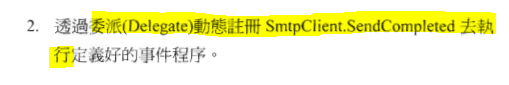 2. 透過委派(Delegate)動態註冊 SmtpClient.SendCompleted 去執
行定義好的事件程序。